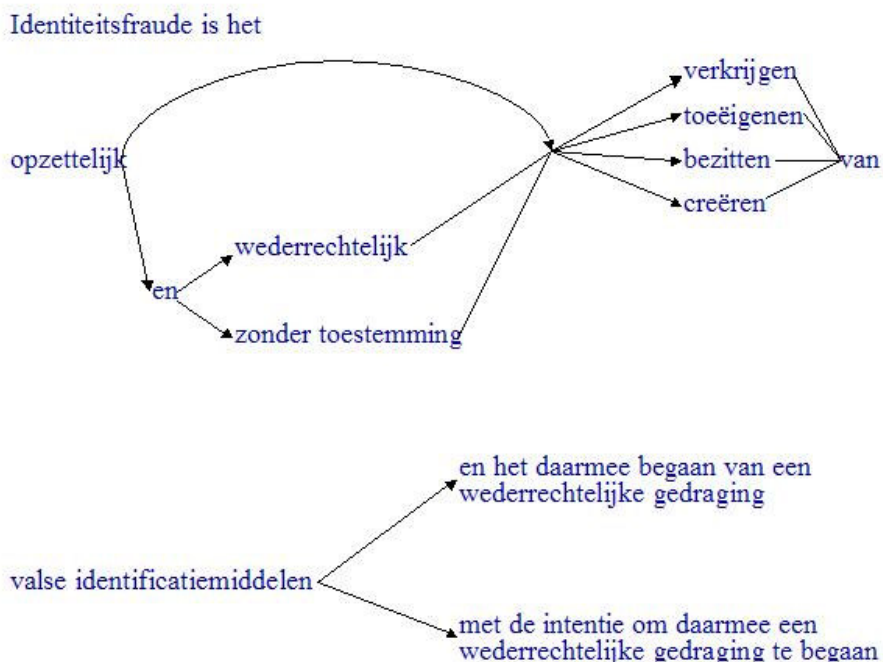 Identiteitsfraude is het
opzettelijk
en
wederrechtelijk
zonder toestemming
verkrijgen
toeëigenen
bezitten
creëren
van
valse identificatiemiddelen
en het daarmee begaan van een
wederrechtelijke gedraging
met de intentie om daarmee een
wederrechtelijke gedraging te begaan